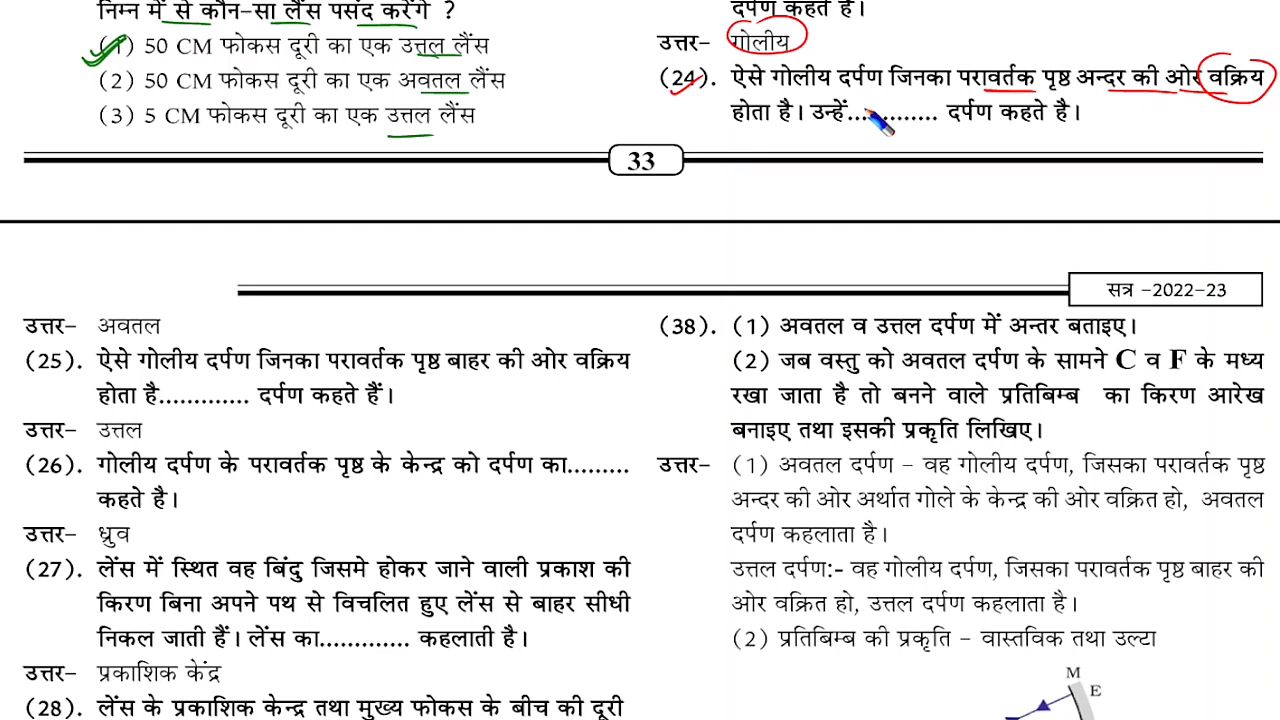 निम्न में से कौन-सा लेंस पसंद करेंगे ?
(1) 50 CM फोकस दूरी का एक उत्तल लेंस
(2) 50 CM फोकस दूरी का एक अवतल लेंस
(3) 5 CM फोकस दूरी का एक उत्तल लेंस
दर्पण कहते है।
उत्तर- गोलीय
(24). ऐसे गोलीय दर्पण जिनका परावर्तक पृष्ठ अन्दर की ओर वक्रिय
होता है। उन्हें............ दर्पण कहते है।
33
सत्र -2022-23
उत्तर- अवतल
(25). ऐसे गोलीय दर्पण जिनका परावर्तक पृष्ठ बाहर की ओर वक्रिय
होता है............. दर्पण कहते हैं।
उत्तर- उत्तल
(26). गोलीय दर्पण के परावर्तक पृष्ठ के केन्द्र को दर्पण का.........
कहते है।
उत्तर- ध्रुव
(27). लेंस में स्थित वह बिंदु जिसमे होकर जाने वाली प्रकाश की
किरण बिना अपने पथ से विचलित हुए लेंस से बाहर सीधी
निकल जाती हैं। लेंस का............. कहलाती है।
उत्तर- प्रकाशिक केंद्र
(28). लेंस के प्रकाशिक केन्द्र तथा मुख्य फोकस के बीच की दूरी
(38). (1) अवतल व उत्तल दर्पण में अन्तर बताइए।
(2) जब वस्तु को अवतल दर्पण के सामने C व F के मध्य
रखा जाता है तो बनने वाले प्रतिबिम्ब का किरण आरेख
बनाइए तथा इसकी प्रकृति लिखिए।
उत्तर- (1) अवतल दर्पण - वह गोलीय दर्पण, जिसका परावर्तक पृष्ठ
अन्दर की ओर अर्थात गोले के केन्द्र की ओर वक्रित हो, अवतल
दर्पण कहलाता है।
उत्तल दर्पण:- वह गोलीय दर्पण, जिसका परावर्तक पृष्ठ बाहर की
ओर वक्रित हो, उत्तल दर्पण कहलाता है।
(2) प्रतिबिम्ब की प्रकृति - वास्तविक तथा उल्टा
M
E